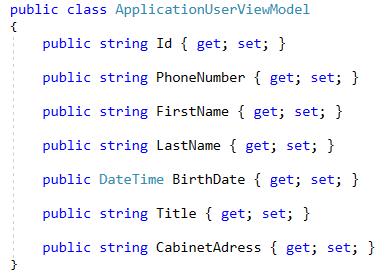 public class ApplicationUserViewModel
{
public string Id { get; set; }
public string PhoneNumber { get; set; }
public string FirstName { get; set; }
public string LastName { get; set; }
public DateTime BirthDate { get; set; }
public string Title { get; set; }
public string CabinetAdress { get; set; }
}